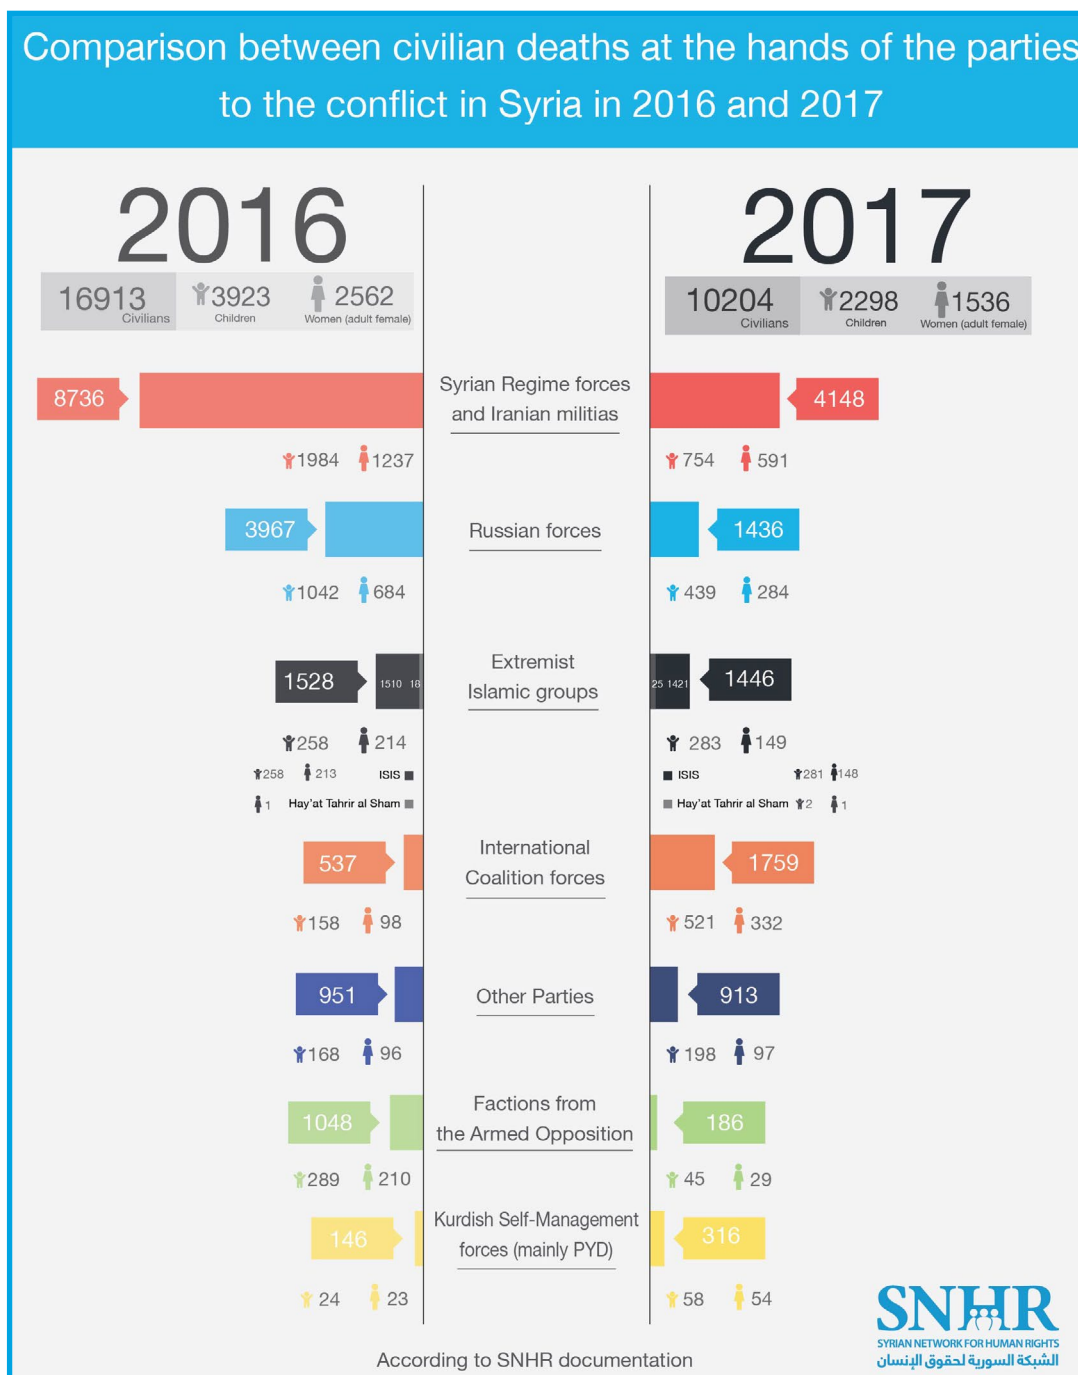 Comparison between civilian deaths at the hands of the parties
to the conflict in Syria in 2016 and 2017
2016
16913
Civilians
3923
Children
2562
Women (adult female)
2017
10204
Civilians
2298
Children
1536
Women (adult female)
8736
Syrian Regime forces
and Iranian militias
4148
1984 1237
754 591
3967
Russian forces
1436
1042 684
439 284
1528
1510 18
Extremist
Islamic groups
25 1421
1446
258 214
283 149
258 213 ISIS
ISIS 281 148
1 Hay'at Tahrir al Sham
Hay'at Tahrir al Sham 2 1
537
International
Coalition forces
1759
158 98
521 332
951
Other Parties
913
168 96
198 97
1048
Factions from
the Armed Opposition
186
289 210
45 29
146
Kurdish Self-Management
forces (mainly PYD)
316
24 23
58 54
According to SNHR documentation
SNHR
SYRIAN NETWORK FOR HUMAN RIGHTS
الشبكة السورية لحقوق الإنسان